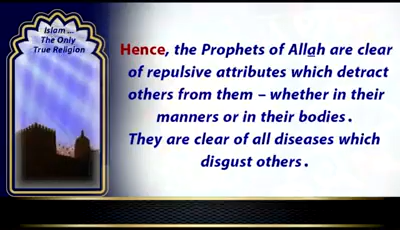 Islam ...
The Only
True Religion
Hence, the Prophets of Allah are clear
of repulsive attributes which detract
others from them – whether in their
manners or in their bodies.
They are clear of all diseases which
disgust others.